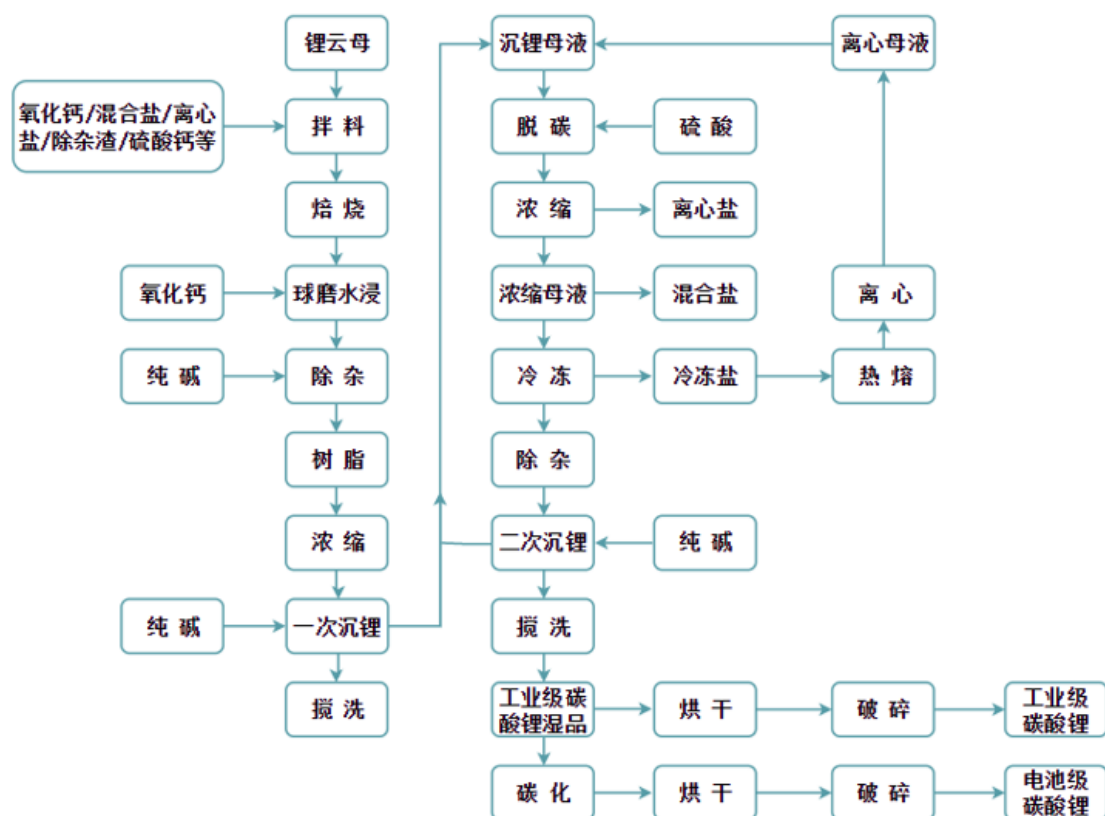 锂云母
沉锂母液
离心母液
氧化钙/混合盐/离心
盐/除杂渣/硫酸钙等
拌料
脱碳
硫酸
焙烧
浓缩
离心盐
氧化钙
球磨水浸
浓缩母液
混合盐
离心
纯碱
除杂
冷冻
冷冻盐
热熔
树脂
除杂
浓缩
二次沉锂
纯碱
纯碱
一次沉锂
搅洗
搅洗
工业级碳
酸锂湿品
烘干
破碎
工业级
碳酸锂
碳化
烘干
破碎
电池级
碳酸锂